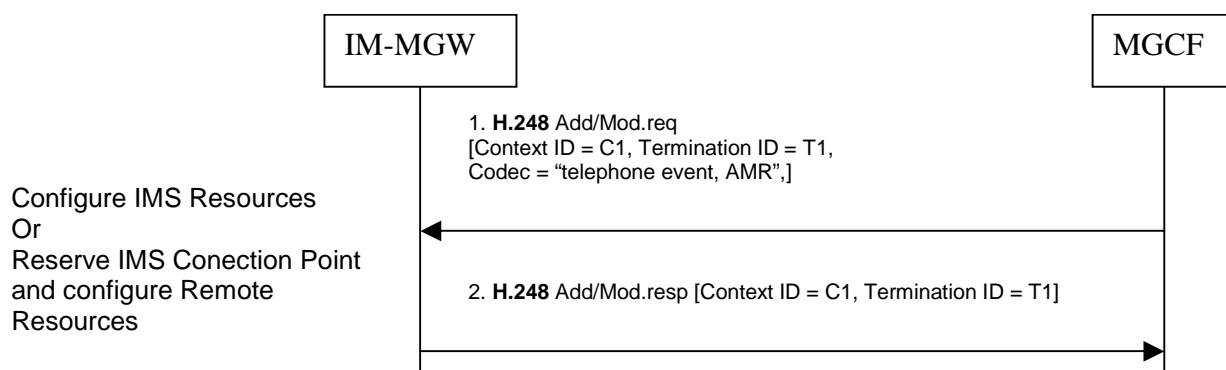 IM-MGW
MGCF
1. H.248 Add/Mod.req
[Context ID = C1, Termination ID = T1,
Codec = “telephone event, AMR”,]
Configure IMS Resources
Or
Reserve IMS Conection Point
and configure Remote
Resources
2. H.248 Add/Mod.resp [Context ID = C1, Termination ID = T1]